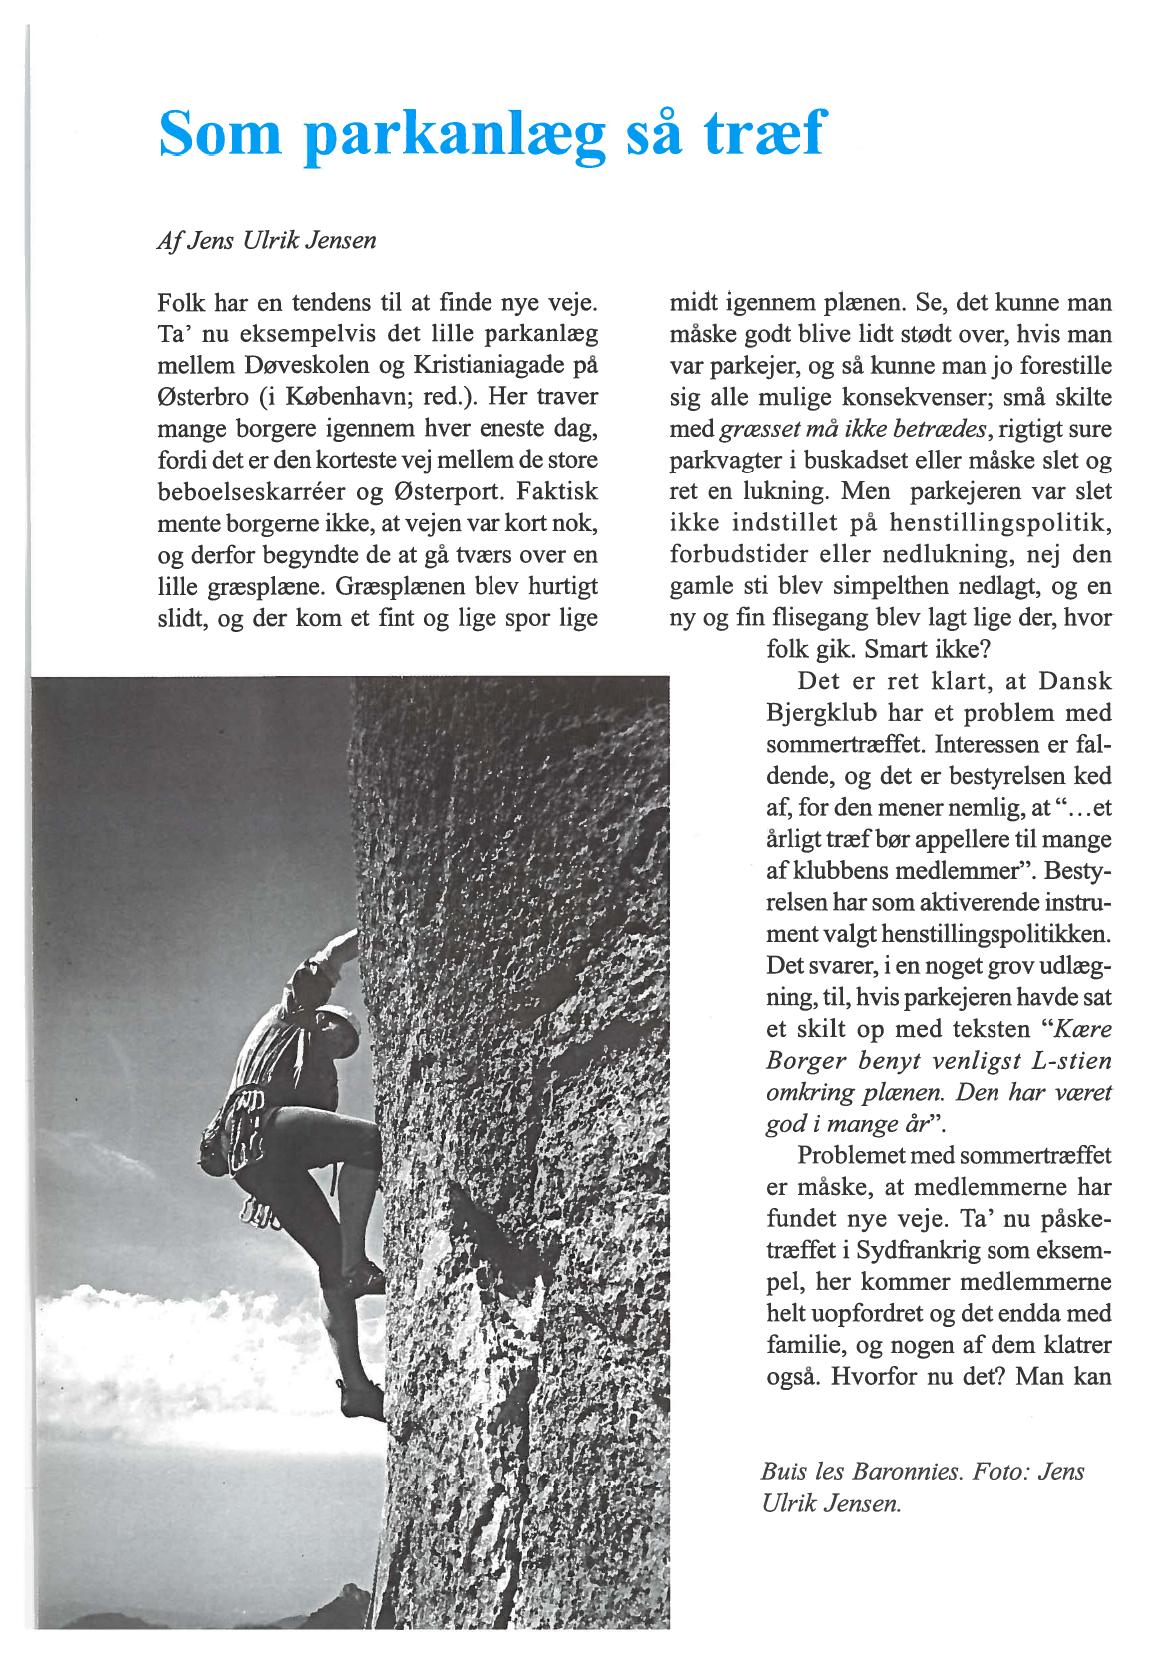 Som parkanlæg så træf
Af Jens Ulrik Jensen
Folk har en tendens til at finde nye veje.
Ta’ nu eksempelvis det lille parkanlæg
mellem Døveskolen og Kristianiagade på
Østerbro (i København; red.). Her traver
mange borgere igennem hver eneste dag,
fordi det er den korteste vej mellem de store
beboelseskarréer og Østerport. Faktisk
mente borgerne ikke, at vejen var kort nok,
og derfor begyndte de at gå tværs over en
lille græsplæne. Græsplænen blev hurtigt
slidt, og der kom et fint og lige spor lige
midt igennem plænen. Se, det kunne man
måske godt blive lidt stødt over, hvis man
var parkejer, og så kunne man jo forestille
sig alle mulige konsekvenser; små skilte
med græsset må ikke betrædes, rigtigt sure
parkvagter i buskadset eller måske slet og
ret en lukning. Men parkejeren var slet
ikke indstillet på henstillingspolitik,
forbudstider eller nedlukning, nej den
gamle sti blev simpelthen nedlagt, og en
ny og fin flisegang blev lagt lige der, hvor
folk gik. Smart ikke?
Det er ret klart, at Dansk
Bjergklub har et problem med
sommertræffet. Interessen er fal-
dende, og det er bestyrelsen ked
af, for den mener nemlig, at “…et
årligt træf bør appellere til mange
af klubbens medlemmer”. Besty-
relsen har som aktiverende instru-
ment valgt henstillingspolitikken.
Det svarer, i en noget grov udlæg-
ning, til, hvis parkejeren havde sat
et skilt op med teksten “Kære
Borger benyt venligst L-stien
omkring plænen. Den har været
god i mange år”.
Problemet med sommertræffet
er måske, at medlemmerne har
fundet nye veje. Ta’ nu påske-
træffet i Sydfrankrig som eksem-
pel, her kommer medlemmerne
helt uopfordret og det endda med
familie, og nogen af dem klatrer
også. Hvorfor nu det? Man kan
Buis les Baronnies. Foto: Jens
Ulrik Jensen.